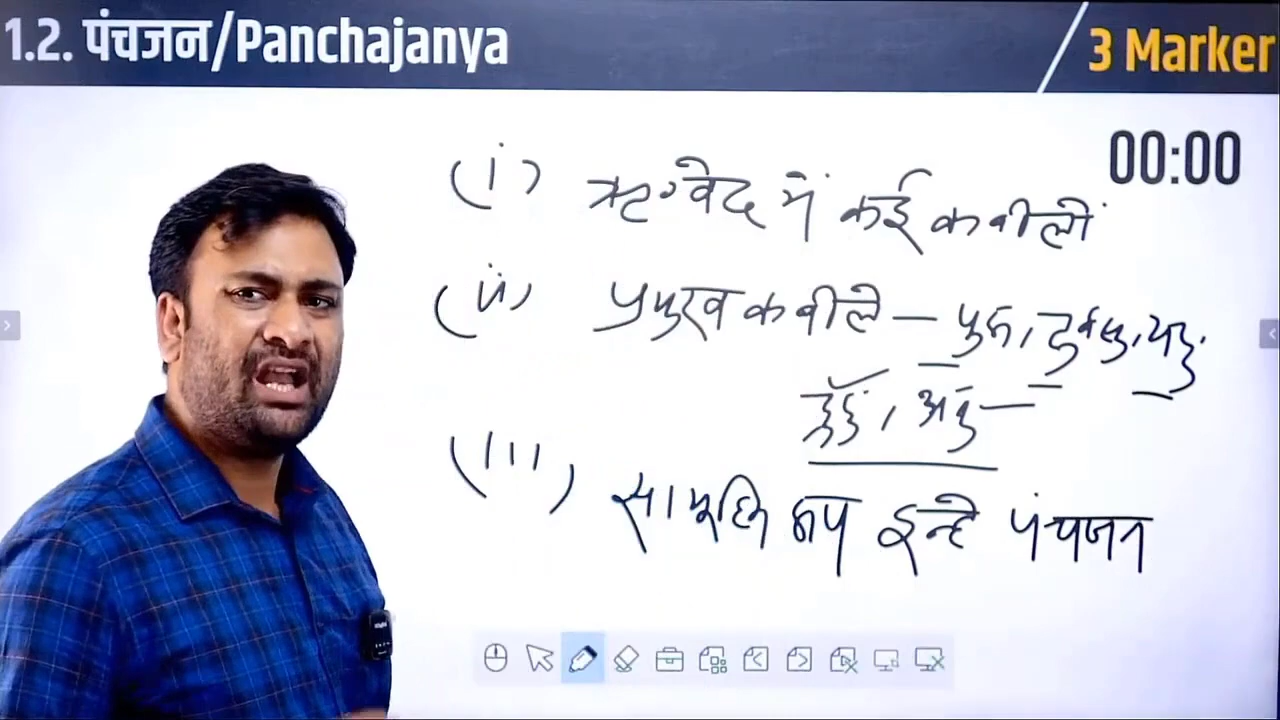 1.2. पंचजन/Panchajanya
3 Marker
00:00
(i) ऋग्वेद में कई कबीलों
(ii) प्रमुख कबीले – पुरु, तुर्वसु, यदु
द्रुह्यु, अनु –
(iii) सामूहिक रूप इन्हें पंचजन